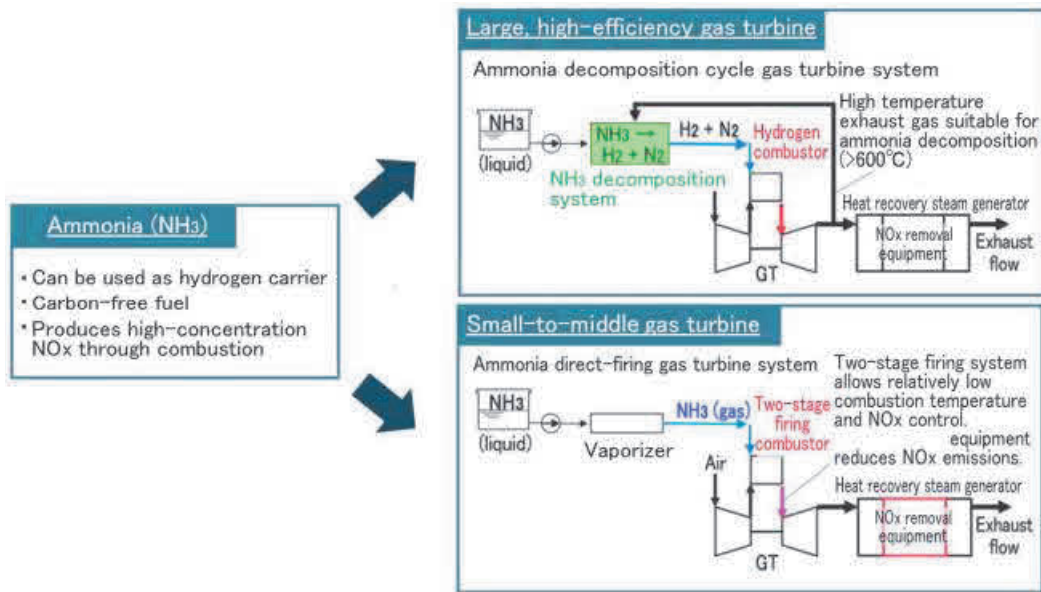 Ammonia (NH3)
• Can be used as hydrogen carrier
• Carbon-free fuel
• Produces high-concentration
NOx through combustion
Large, high-efficiency gas turbine
Ammonia decomposition cycle gas turbine system
NH3
(liquid)
NH3 →
H2 + N2
NH3 decomposition
system
H2 + N2
Hydrogen
combustor
High temperature
exhaust gas suitable for
ammonia decomposition
(>600℃)
Heat recovery steam generator
NOx removal
equipment
Exhaust
flow
GT
Small-to-middle gas turbine
Ammonia direct-firing gas turbine system
NH3
(liquid)
Vaporizer
NH3 (gas)
Two-stage
firing
combustor
Two-stage firing system
allows relatively low
combustion temperature
and NOx control.
equipment
reduces NOx emissions.
Air
Heat recovery steam generator
NOx removal
equipment
Exhaust
flow
GT